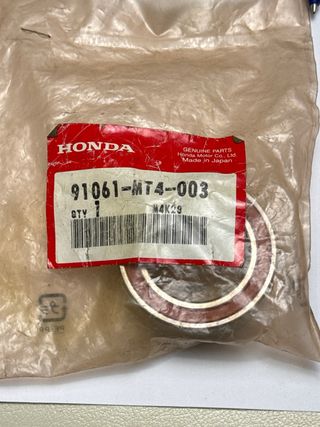 HONDA
GENUINE PARTS
Honda Motor Co., Ltd.
Made in Japan
91061-MT4-003
QTY 1 N4K29